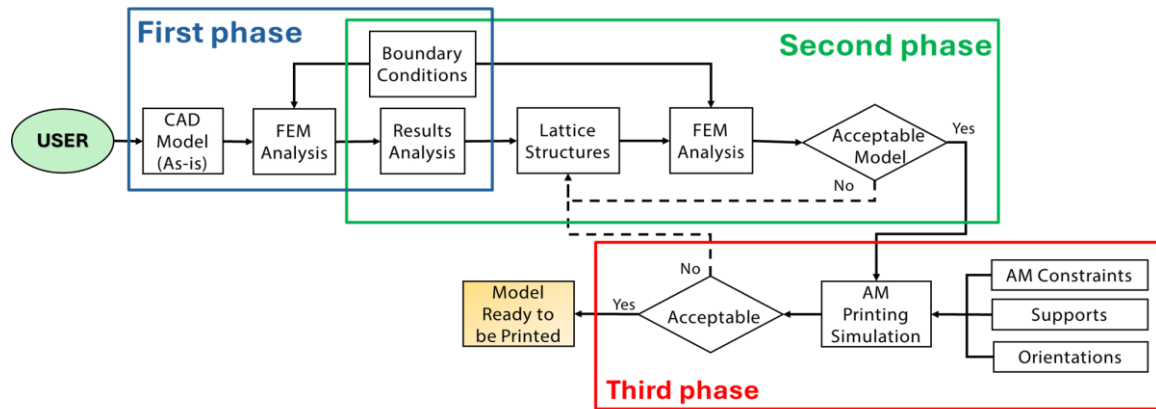 First phase
Second phase
Boundary
Conditions
USER
CAD
Model
(As-is)
FEM
Analysis
Results
Analysis
Lattice
Structures
FEM
Analysis
Acceptable
Model
Yes
No
No
Model
Ready to
be Printed
Yes
Acceptable
AM
Printing
Simulation
AM Constraints
Supports
Orientations
Third phase